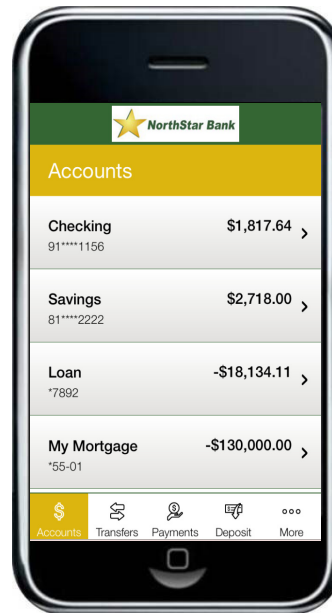 NorthStar Bank
Accounts
Checking $1,817.64
91****1156
Savings $2,718.00
81****2222
Loan -$18,134.11
*7892
My Mortgage -$130,000.00
*55-01
Accounts Transfers Payments Deposit More